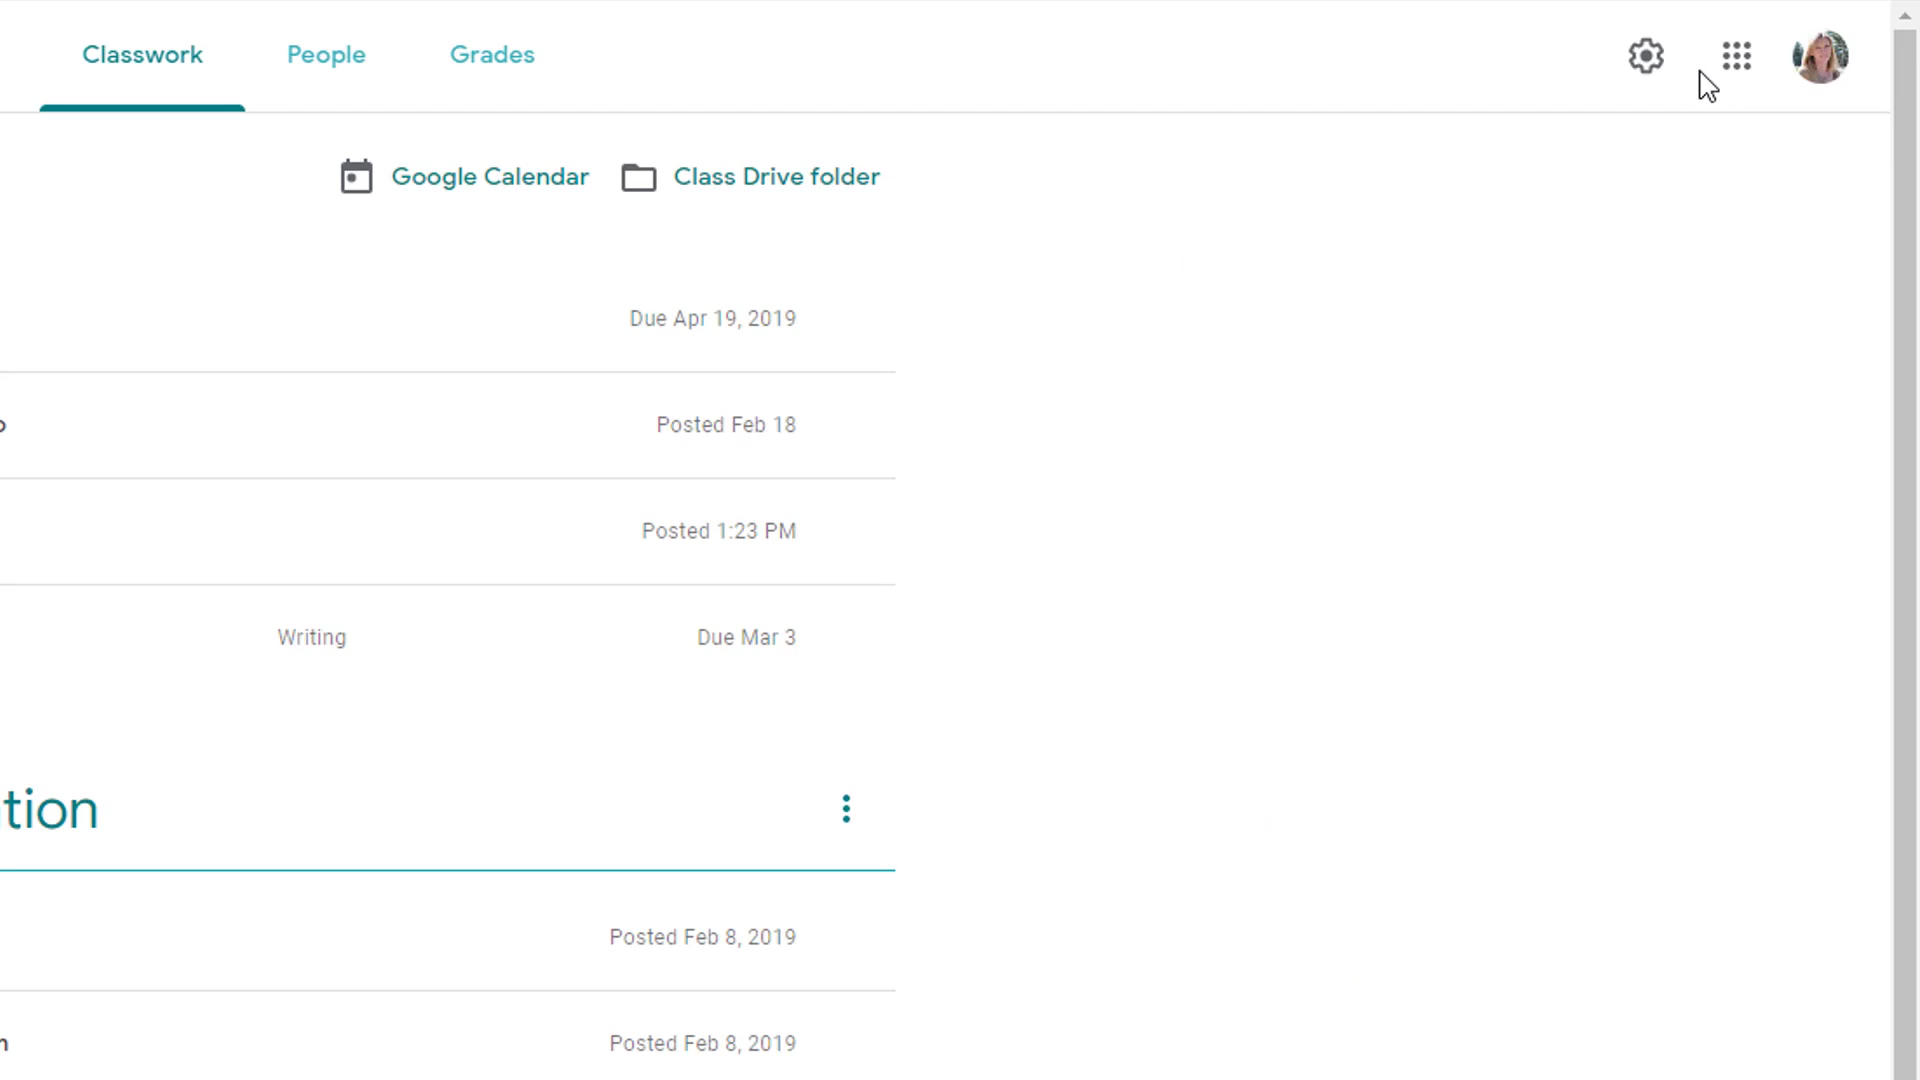 Classwork People Grades
Google Calendar Class Drive folder
Due Apr 19, 2019
Posted Feb 18
Posted 1:23 PM
Writing Due Mar 3
tion
Posted Feb 8, 2019
Posted Feb 8, 2019